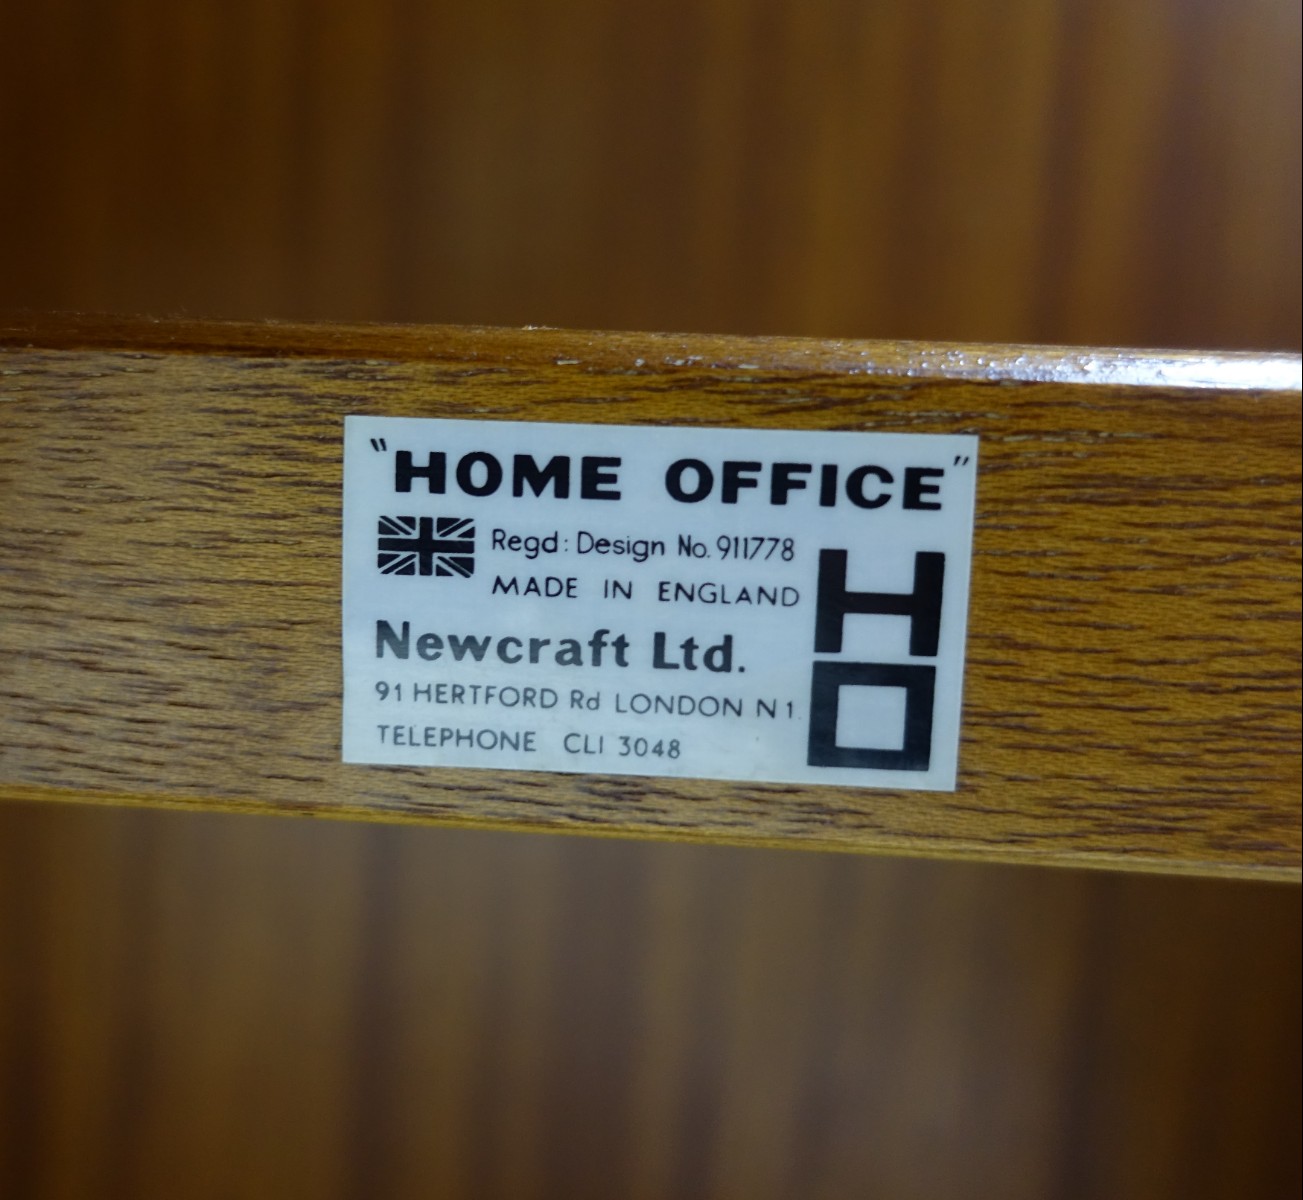 "HOME OFFICE"
Regd: Design No. 911778
MADE IN ENGLAND
Newcraft Ltd.
91 HERTFORD Rd LONDON N1.
TELEPHONE CLI 3048
H
O